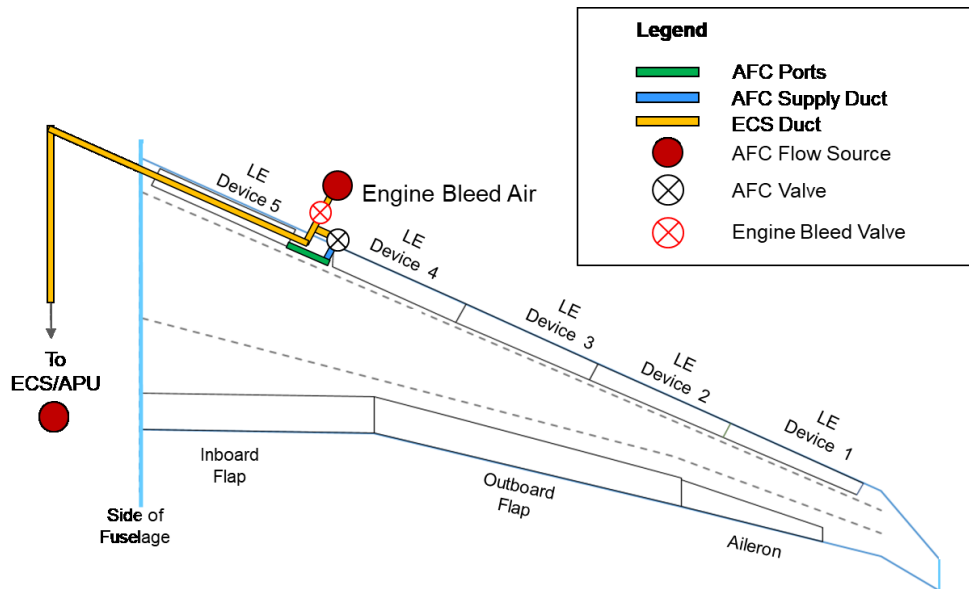 Legend
AFC Ports
AFC Supply Duct
ECS Duct
AFC Flow Source
AFC Valve
Engine Bleed Valve
LE
Device 5
Engine Bleed Air
LE
Device 4
LE
Device 3
LE
Device 2
LE
Device 1
To
ECS/APU
Inboard
Flap
Outboard
Flap
Aileron
Side of
Fuselage